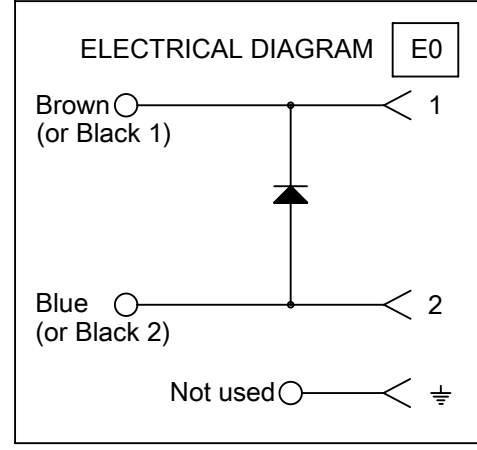 ELECTRICAL DIAGRAM E0
Brown 1
(or Black 1)
Blue 2
(or Black 2)
Not used